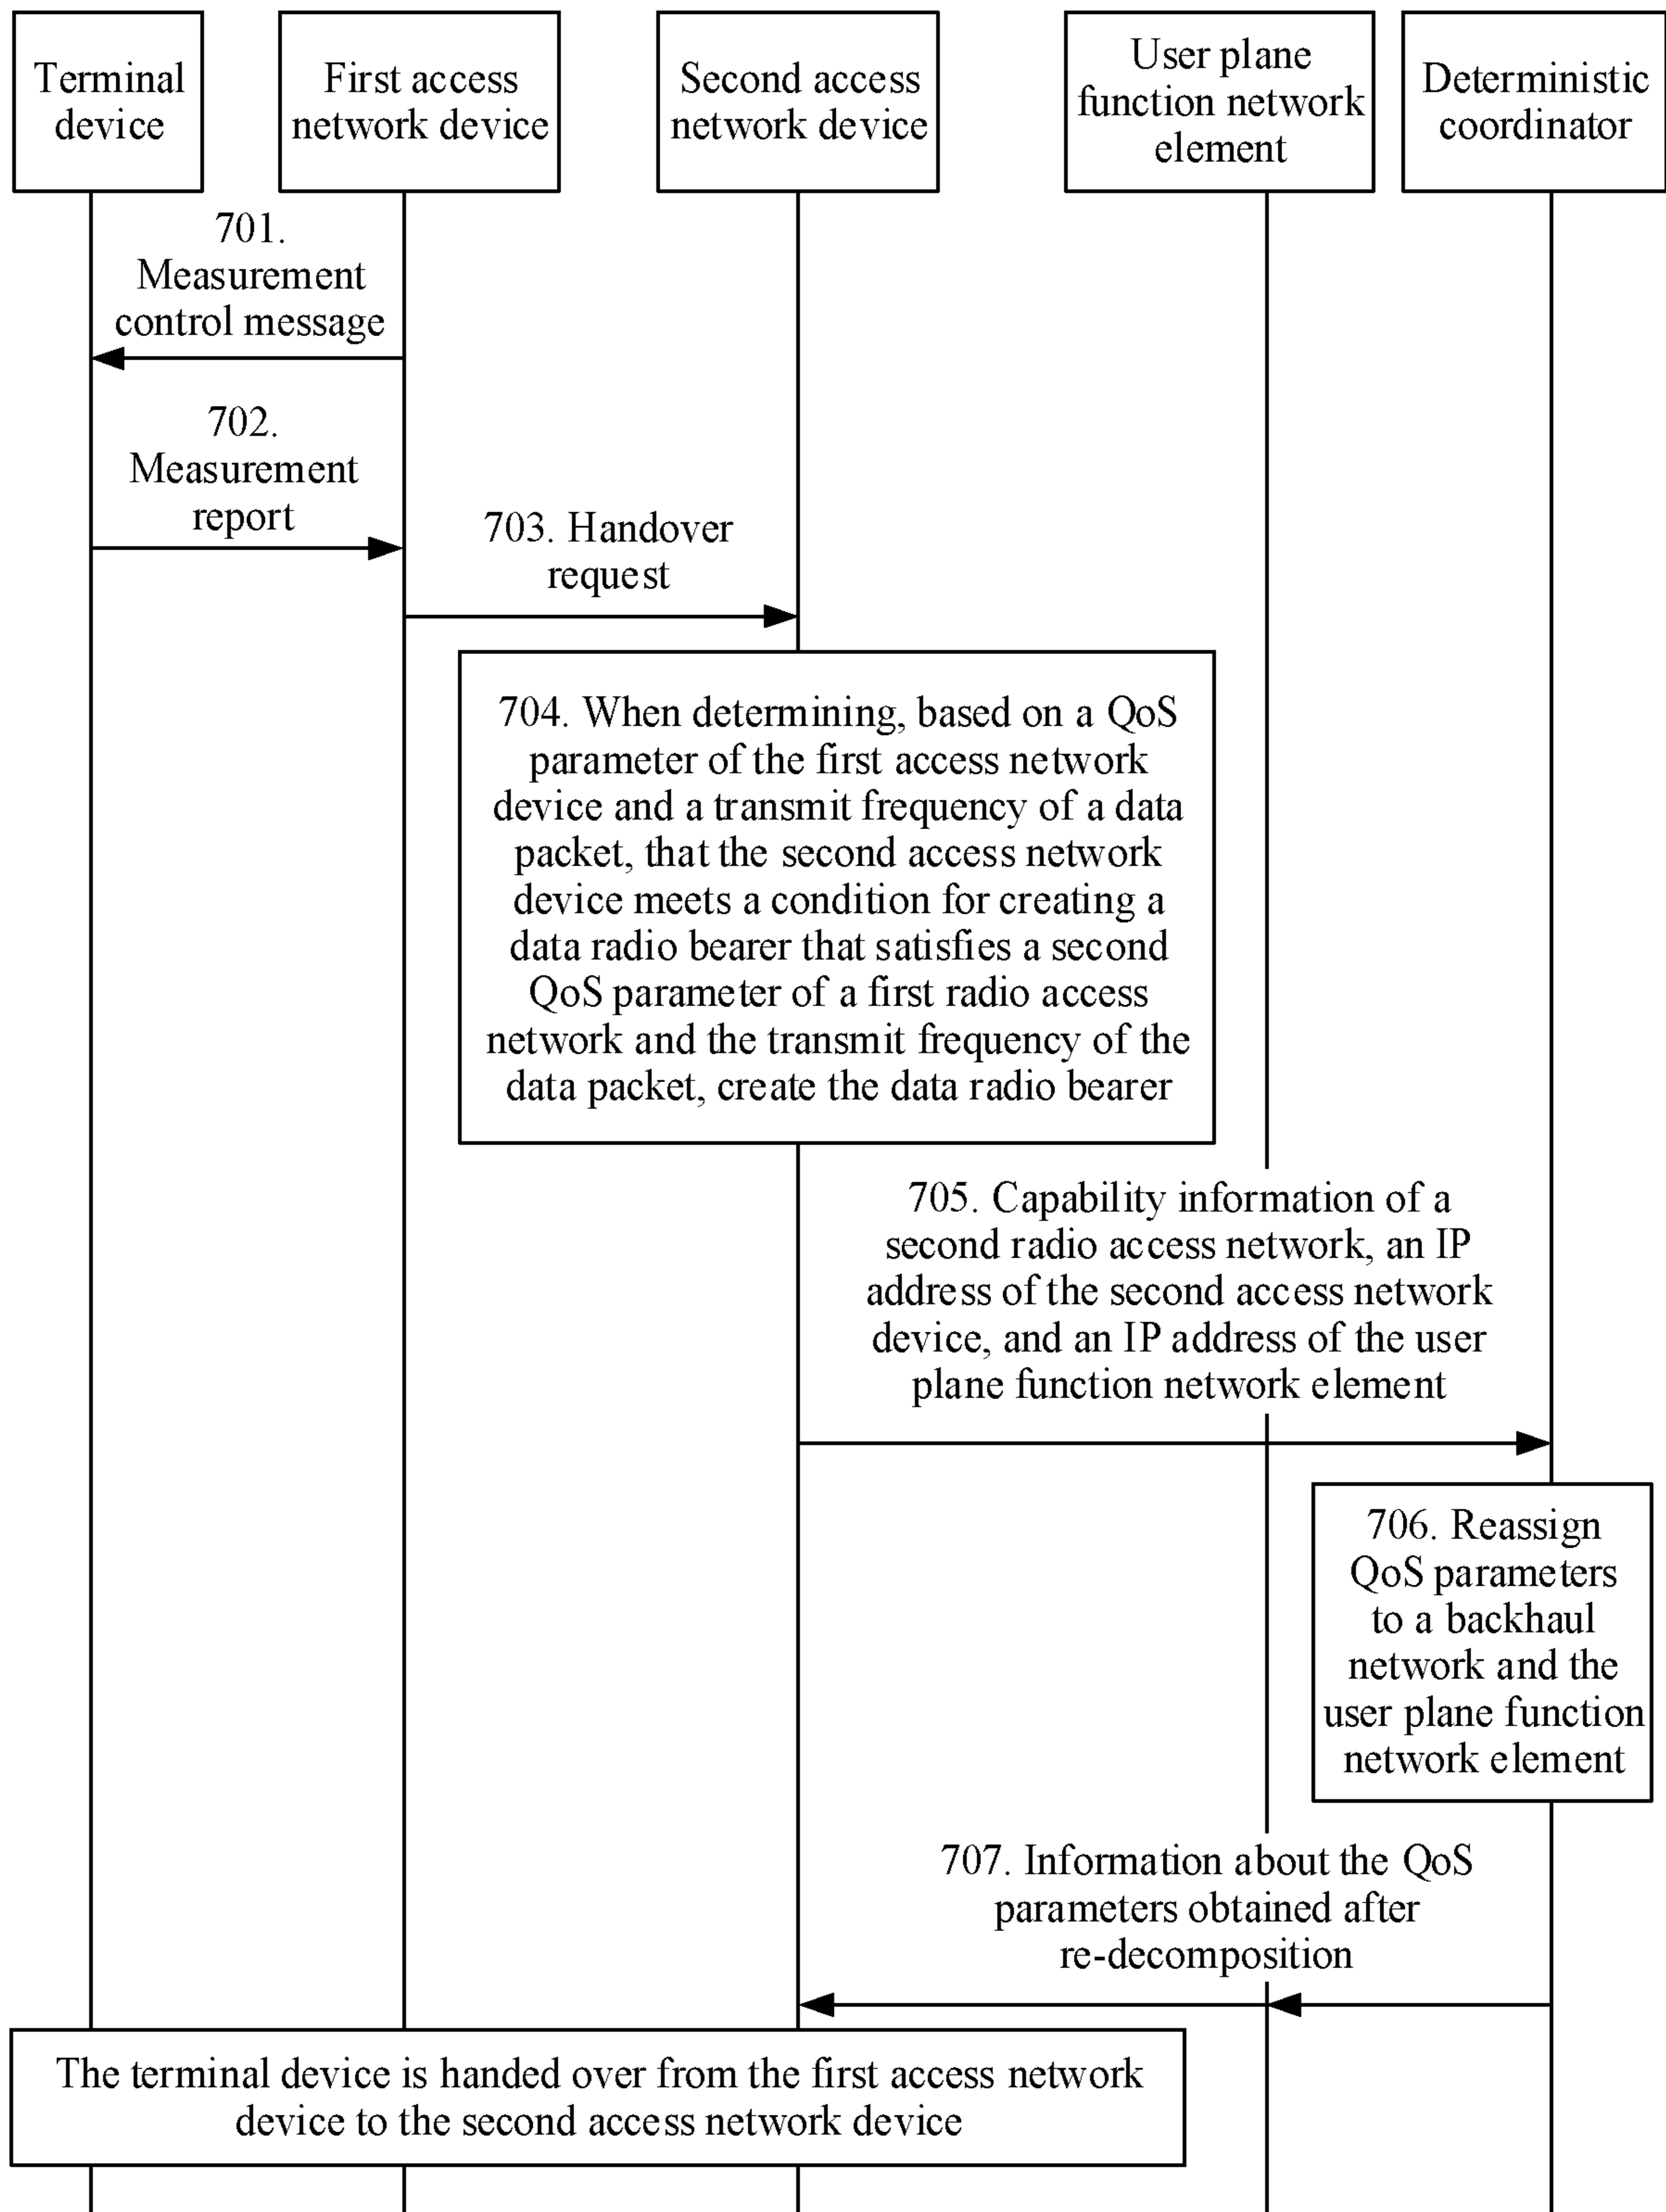 Terminal
device
First access
network device
Second access
network device
User plane
function network
element
Deterministic
coordinator
701.
Measurement
control message
702.
Measurement
report
703. Handover
request
704. When determining, based on a QoS
parameter of the first access network
device and a transmit frequency of a data
packet, that the second access network
device meets a condition for creating a
data radio bearer that satisfies a second
QoS parameter of a first radio access
network and the transmit frequency of the
data packet, create the data radio bearer
705. Capability information of a
second radio access network, an IP
address of the second access network
device, and an IP address of the user
plane function network element
706. Reassign
QoS parameters
to a backhaul
network and the
user plane function
network element
707. Information about the QoS
parameters obtained after
re-decomposition
The terminal device is handed over from the first access network
device to the second access network device